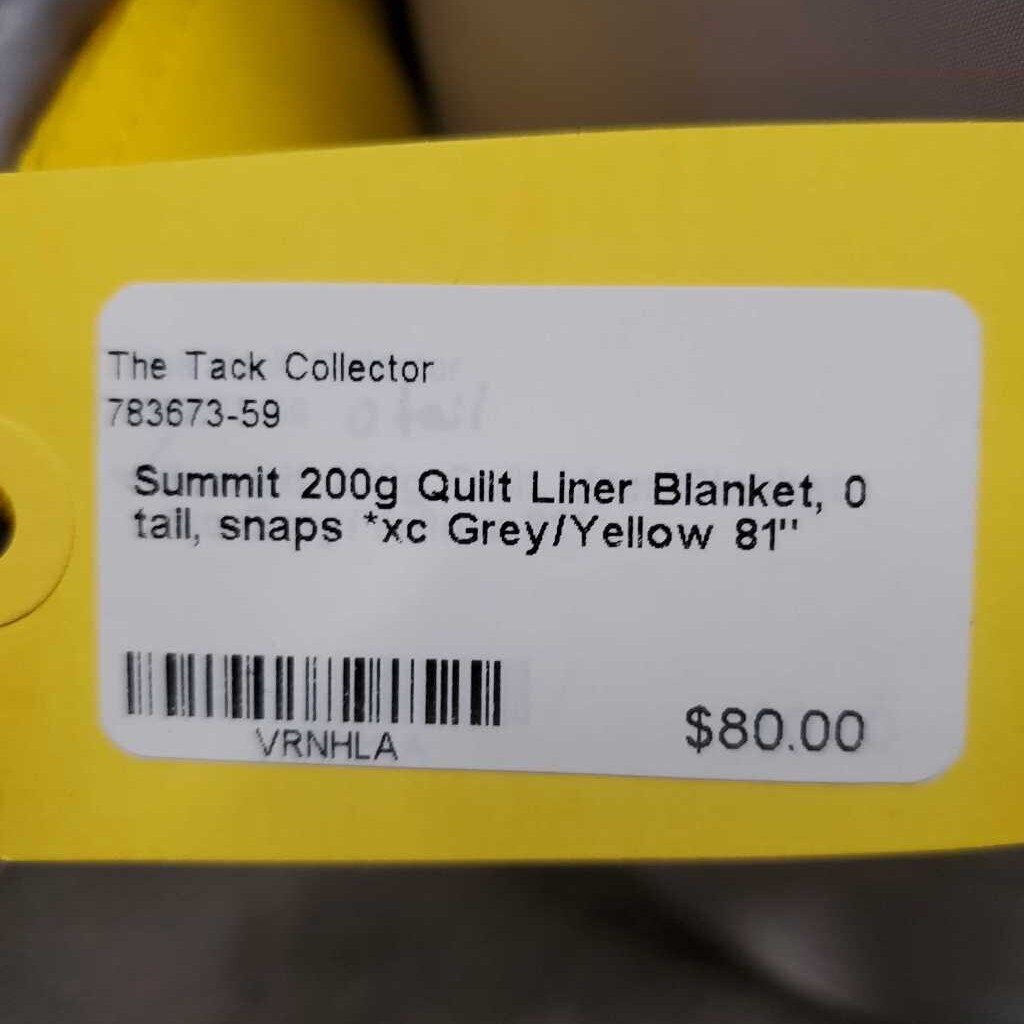 The Tack Collector
783673-59
Summit 200g Quilt Liner Blanket, 0
tail, snaps *xc Grey/Yellow 81"
VRNHLA
$80.00